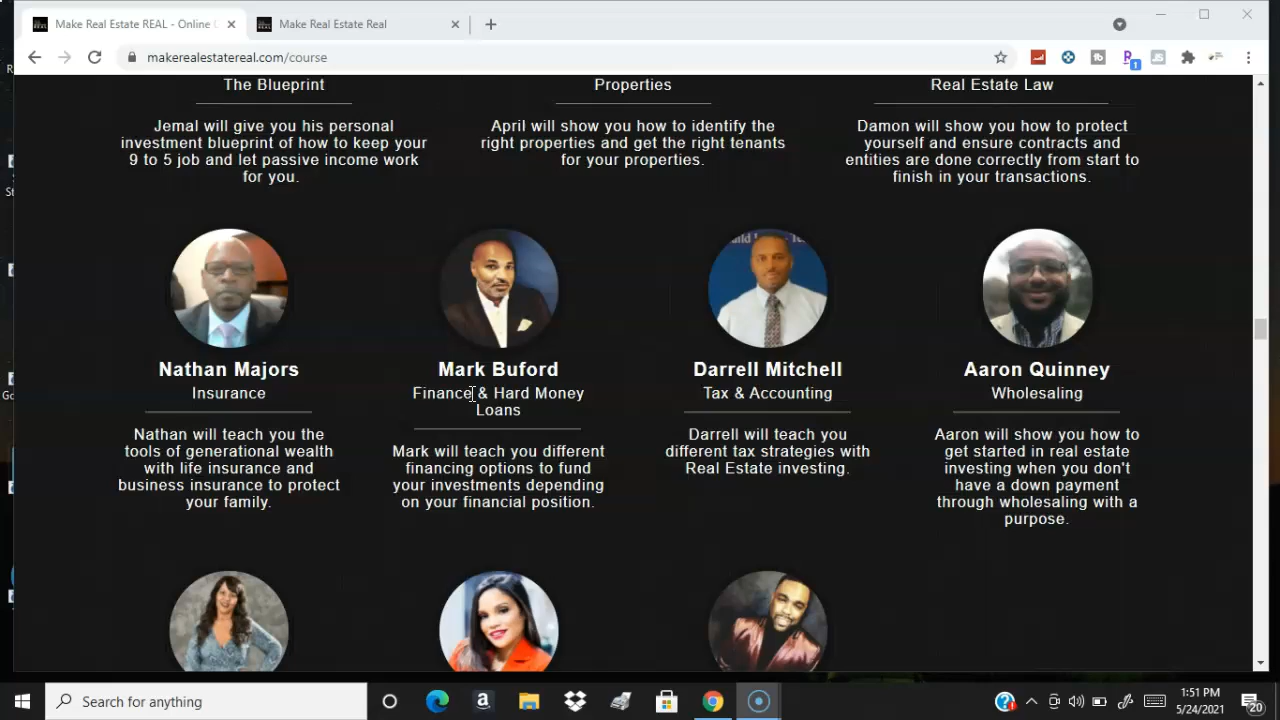 Make Real Estate REAL - Online
Make Real Estate Real
makerealestatereal.com/course
The Blueprint
Jemal will give you his personal
investment blueprint of how to keep your
9 to 5 job and let passive income work
for you.
Properties
April will show you how to identify the
right properties and get the right tenants
for your properties.
Real Estate Law
Damon will show you how to protect
yourself and ensure contracts and
entities are done correctly from start to
finish in your transactions.
Nathan Majors
Insurance
Nathan will teach you the
tools of generational wealth
with life insurance and
business insurance to protect
your family.
Mark Buford
Finance & Hard Money
Loans
Mark will teach you different
financing options to fund
your investments depending
on your financial position.
Darrell Mitchell
Tax & Accounting
Darrell will teach you
different tax strategies with
Real Estate investing.
Aaron Quinney
Wholesaling
Aaron will show you how to
get started in real estate
investing when you don't
have a down payment
through wholesaling with a
purpose.
Search for anything
1:51 PM
5/24/2021
20